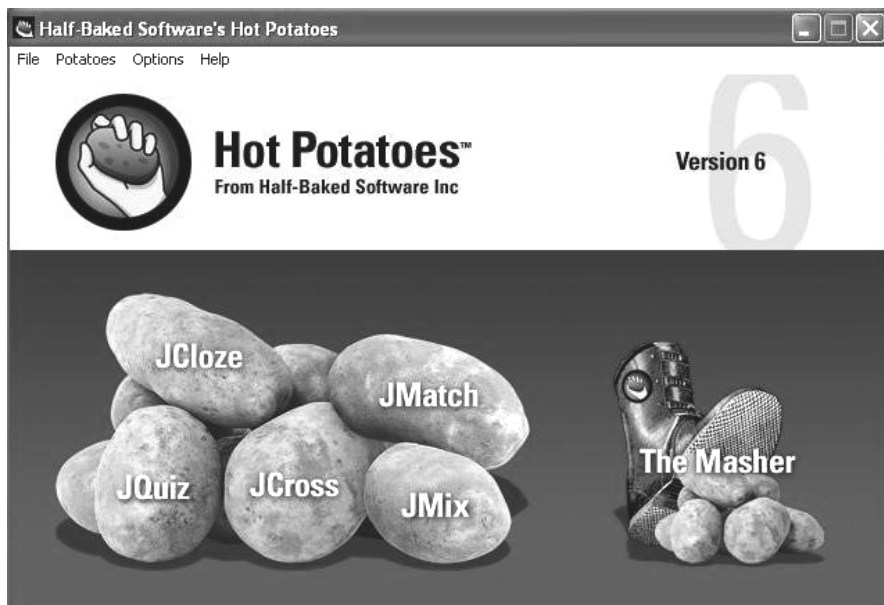 Half-Baked Software's Hot Potatoes
File Potatoes Options Help
Hot Potatoes™
From Half-Baked Software Inc
6
Version 6
JCloze
JMatch
JQuiz
JCross
JMix
The Masher